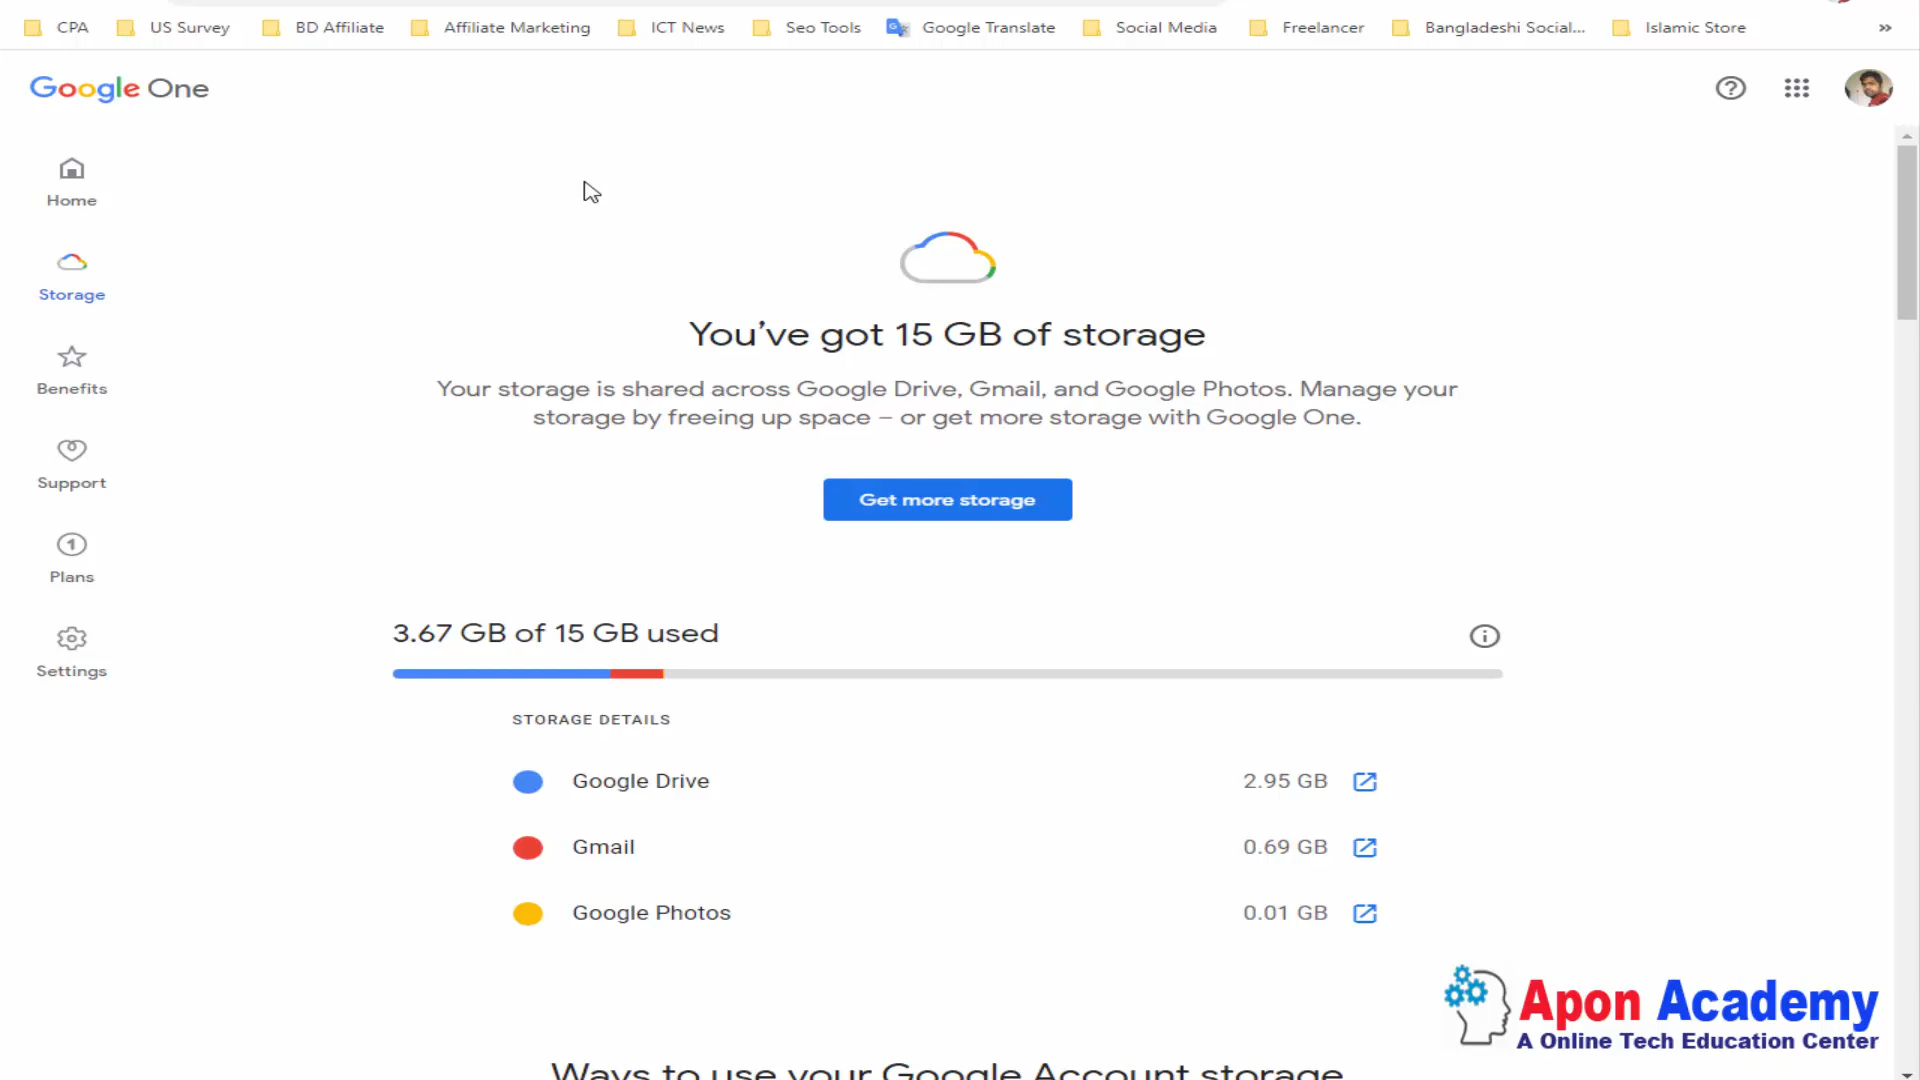 CPA US Survey BD Affiliate Affiliate Marketing ICT News Seo Tools Google Translate Social Media Freelancer Bangladeshi Social... Islamic Store »
Google One
Home
Storage
Benefits
Support
Plans
Settings
You've got 15 GB of storage
Your storage is shared across Google Drive, Gmail, and Google Photos. Manage your
storage by freeing up space – or get more storage with Google One.
Get more storage
3.67 GB of 15 GB used
STORAGE DETAILS
Google Drive 2.95 GB
Gmail 0.69 GB
Google Photos 0.01 GB
Apon Academy
A Online Tech Education Center
Ways to use your Google Account storage